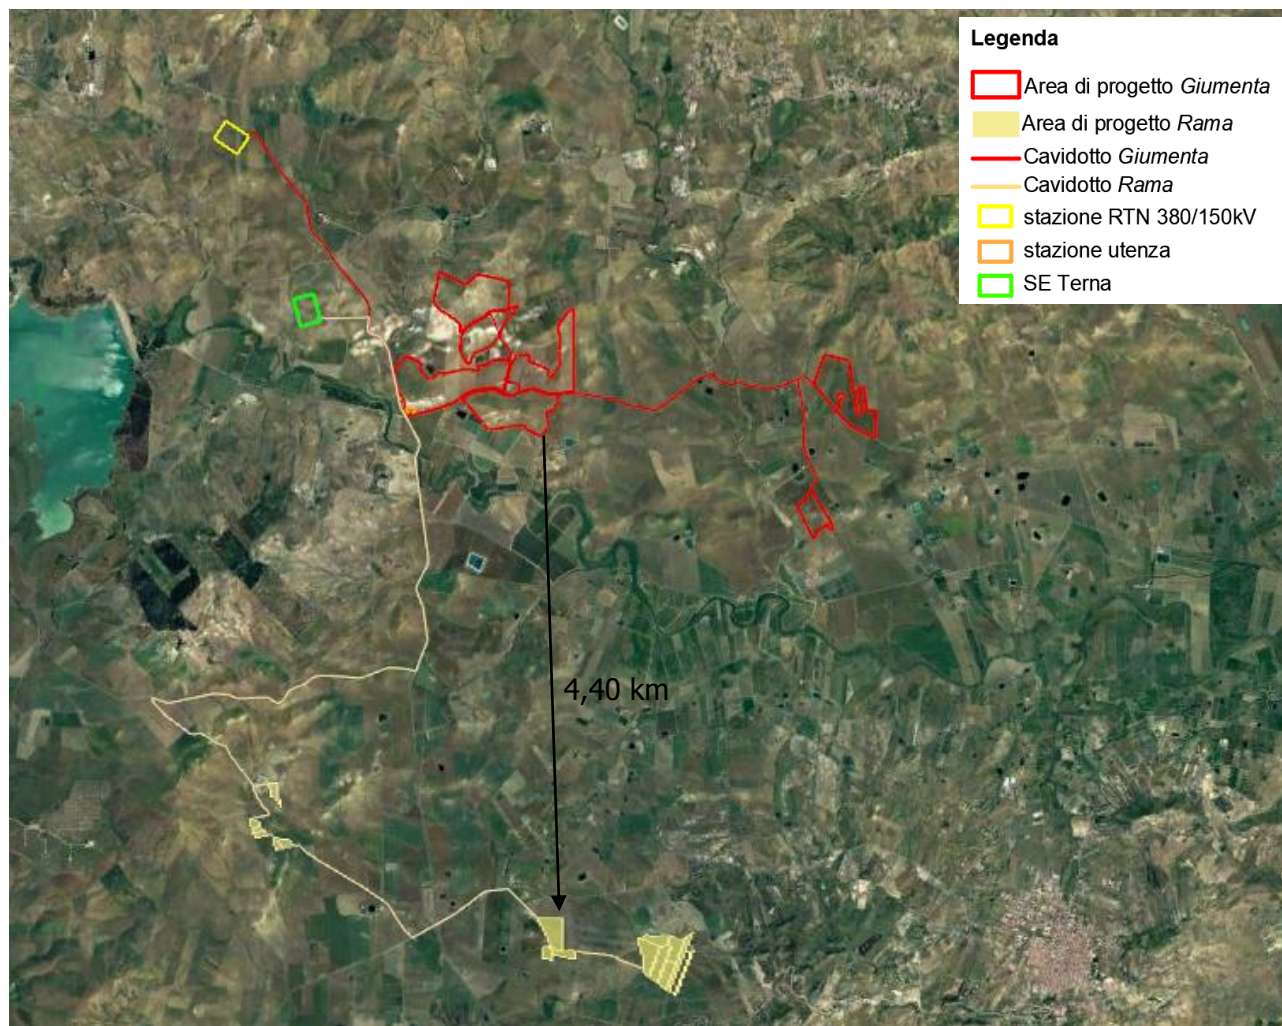 Legenda
Area di progetto Giumenta
Area di progetto Rama
Cavidotto Giumenta
Cavidotto Rama
stazione RTN 380/150kV
stazione utenza
SE Terna
4,40 km